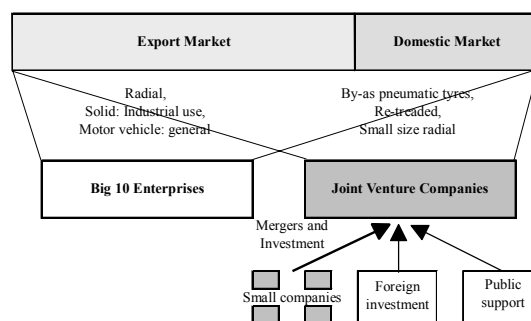 Export Market
Domestic Market
Radial,
Solid: Industrial use,
Motor vehicle: general
By-as pneumatic tyres,
Re-treaded,
Small size radial
Big 10 Enterprises
Joint Venture Companies
Mergers and
Investment
Small companies
Foreign
investment
Public
support